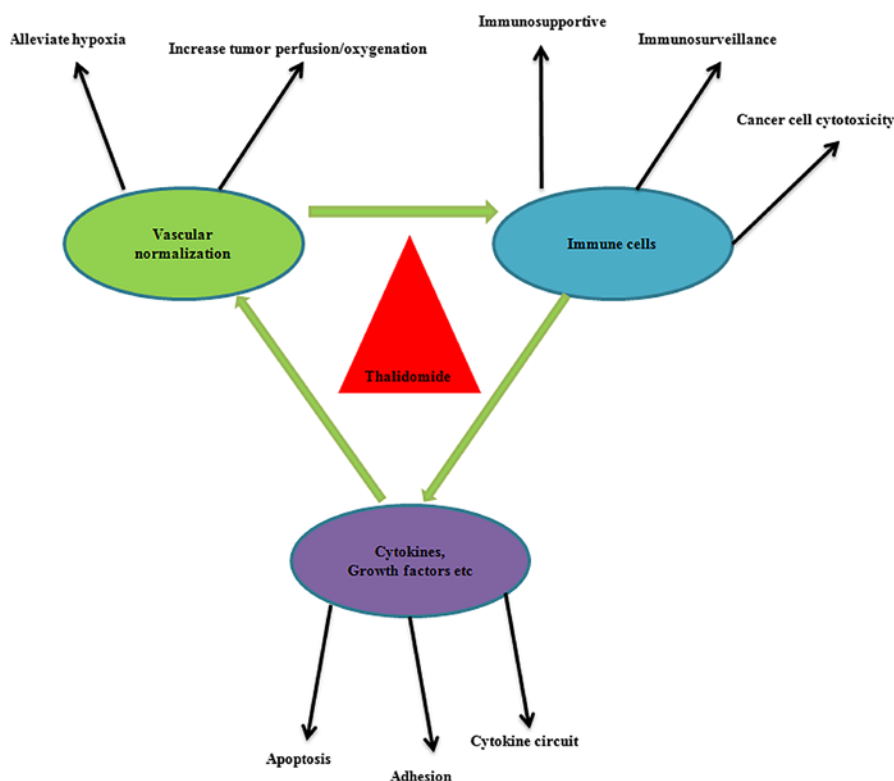 Immunosupportive
Alleviate hypoxia
Increase tumor perfusion/oxygenation
Immunosurveillance
Cancer cell cytotoxicity
Vascular
normalization
Immune cells
Thalidomide
Cytokines,
Growth factors etc
Apoptosis
Adhesion
Cytokine circuit